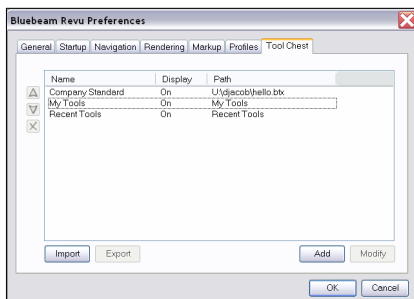 Bluebeam Revu Preferences
General Startup Navigation Rendering Markup Profiles Tool Chest
Name Display Path
Company Standard On U:\djacob\hello.btx
My Tools On My Tools
Recent Tools On Recent Tools
Import Export Add Modify
OK Cancel